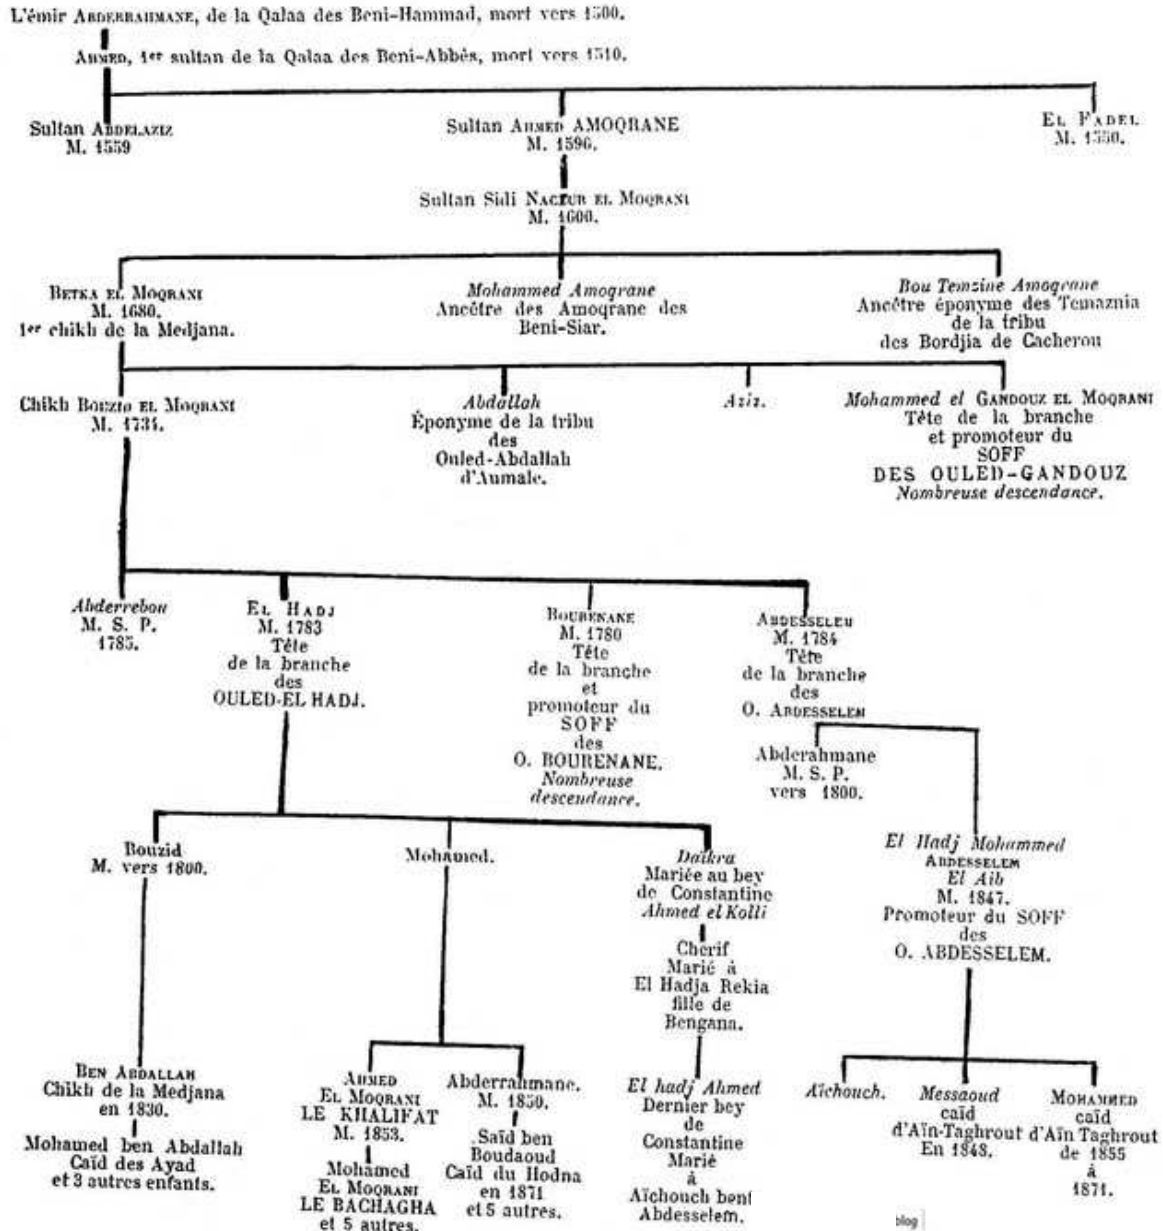 L'émir ABDERRAHMANE, de la Qalaa des Beni-Hammad, mort vers 1500.
AHMED, 1er sultan de la Qalaa des Beni-Abbès, mort vers 1510.
Sultan ABDELAZIZ
M. 1559
Sultan AHMED AMOQRANE
M. 1596.
EL FADEL
M. 1550.
Sultan Sidi NACEUR EL MOQRANI
M. 1600.
BETKA EL MOQRANI
M. 1680.
1er chikh de la Medjana.
Mohammed Amoqrane
Ancêtre des Amoqrane des
Beni-Siar.
Bou Temzine Amoqrane
Ancêtre éponyme des Temaznia
de la tribu
des Bordjia de Cacherou
Chikh BOUZID EL MOQRANI
M. 1734.
Abdallah
Éponyme de la tribu
des
Ouled-Abdallah
d'Aumale.
Aziz.
Mohammed el GANDOUZ EL MOQRANI
Tête de la branche
et promoteur du
SOFF
DES OULED-GANDOUZ
Nombreuse descendance.
Abderrebou
M. S. P.
1785.
EL HADJ
M. 1783
Tête
de la branche
des
OULED-EL HADJ.
BOURENANE
M. 1780
Tête
de la branche
et
promoteur du
SOFF
des
O. BOURENANE.
Nombreuse
descendance.
ABDESSELEM
M. 1784
Tête
de la branche
des
O. ABDESSELEM
Abderahmane
M. S. P.
vers 1800.
Bouzid
M. vers 1800.
Mohamed.
Daïkra
Mariée au bey
de Constantine
Ahmed el Kolli
Cherif
Marié à
El Hadja Rekia
fille de
Bengana.
El Hadj Mohammed
ABDESSELEM
El Aib
M. 1847.
Promoteur du SOFF
des
O. ABDESSELEM.
BEN ABDALLAH
Chikh de la Medjana
en 1830.
Mohamed ben Abdallah
Caïd des Ayad
et 3 autres enfants.
AHMED
EL MOQRANI
LE KHALIFAT
M. 1853.
Mohamed
EL MOQRANI
LE BACHAGHA
et 5 autres.
Abderrahmane.
M. 1850.
Saïd ben
Boudaoud
Caïd du Hodna
en 1871
et 5 autres.
El hadj Ahmed
Dernier bey
de
Constantine
Marié
à
Aïchouch bent
Abdesselem.
Aïchouch.
Messaoud
caïd
d'Aïn-Taghrout
En 1848.
MOHAMMED
caïd
d'Aïn Taghrout
de 1855
à
1871.
blog